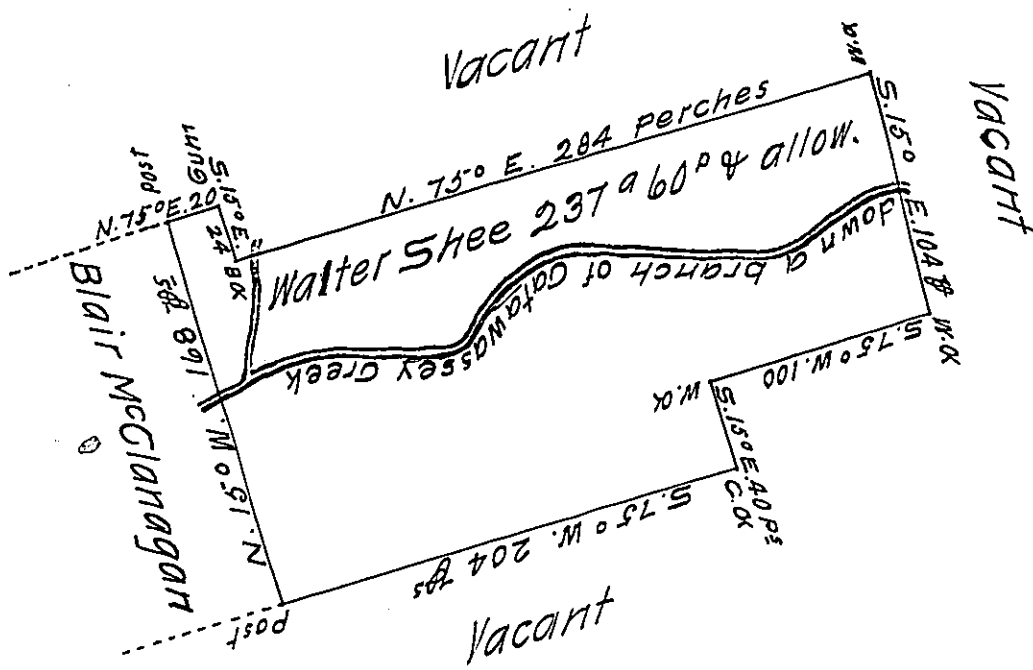 Vacant
Vacant
N. 75° E. 284 Perches
W.O.
S. 15° E. 104 ps
W.O.
S. 75° W. 100
W.O.
S. 15° E. 40 ps
C.O.
S. 75° W. 204 ps
Post
Vacant
N. 15° W. 168 ps
Blair McClanagan
post
N. 75° E. 20
Gum
S. 15° E.
24 BO
Walter Shee 237 a 60 p & allow.
down a branch of Catawassey Creek